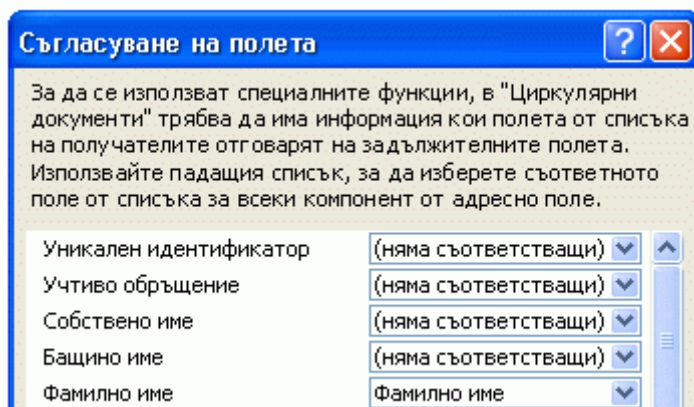 Съгласуване на полета
За да се използват специалните функции, в "Циркулярни
документи" трябва да има информация кои полета от списъка
на получателите отговарят на задължителните полета.
Използвайте падащия списък, за да изберете съответното
поле от списъка за всеки компонент от адресно поле.
Уникален идентификатор (няма съответстващи)
Учтиво обръщение (няма съответстващи)
Собствено име (няма съответстващи)
Бащино име (няма съответстващи)
Фамилно име Фамилно име